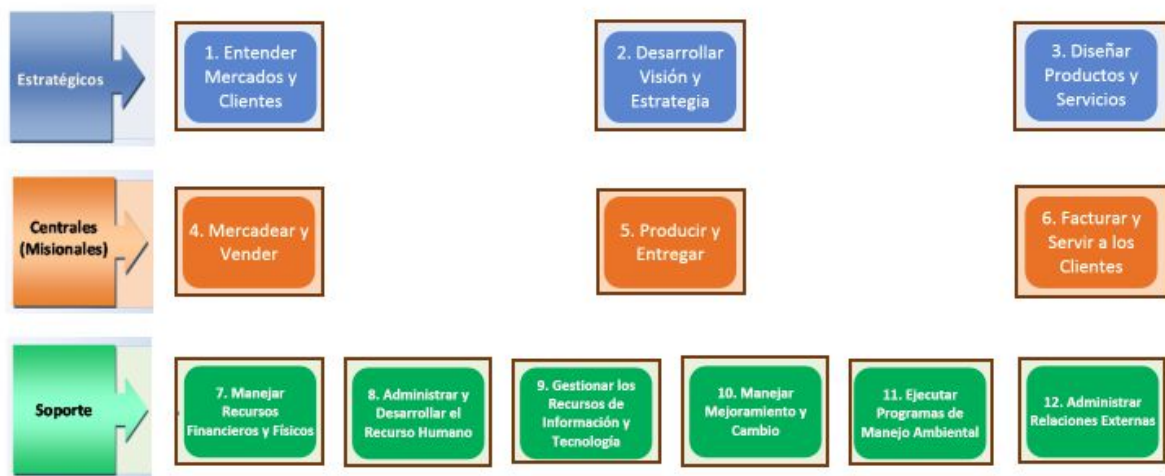 Estratégicos
1. Entender
Mercados y
Clientes
2. Desarrollar
Visión y
Estrategia
3. Diseñar
Productos y
Servicios
Centrales
(Misionales)
4. Mercadear y
Vender
5. Producir y
Entregar
6. Facturar y
Servir a los
Clientes
Soporte
7. Manejar
Recursos
Financieros y Físicos
8. Administrar y
Desarrollar el
Recurso Humano
9. Gestionar los
Recursos de
Información y
Tecnología
10. Manejar
Mejoramiento y
Cambio
11. Ejecutar
Programas de
Manejo Ambiental
12. Administrar
Relaciones Externas